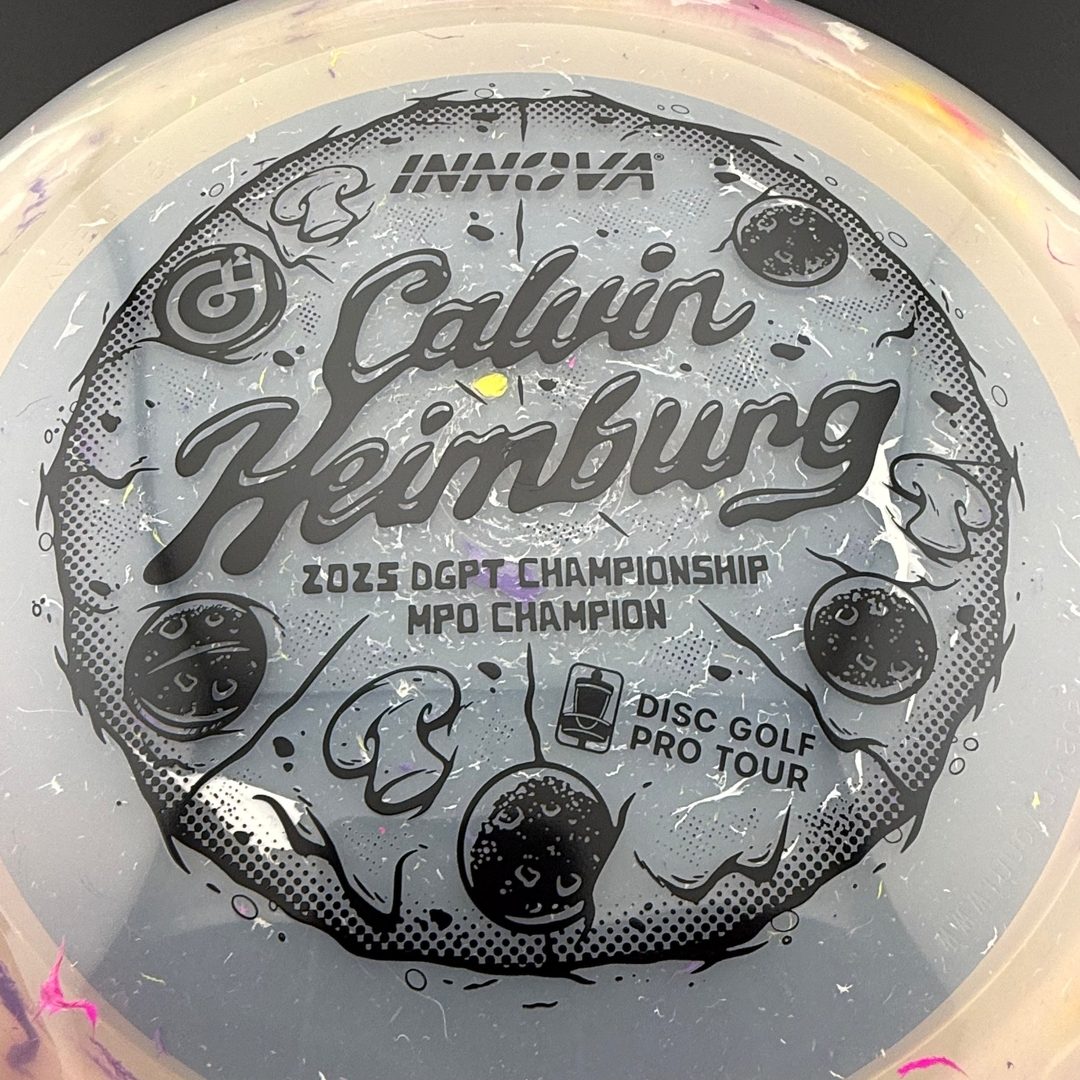 INNOVA®
Calvin
Heimburg
2025 DGPT CHAMPIONSHIP
MPO CHAMPION
DISC GOLF
PRO TOUR